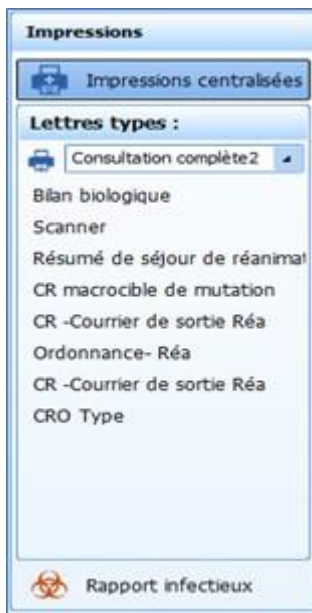 Impressions
Impressions centralisées
Lettres types :
Consultation complète2
Bilan biologique
Scanner
Résumé de séjour de réanimat
CR macrocible de mutation
CR -Courrier de sortie Réa
Ordonnance- Réa
CR -Courrier de sortie Réa
CRO Type
Rapport infectieux